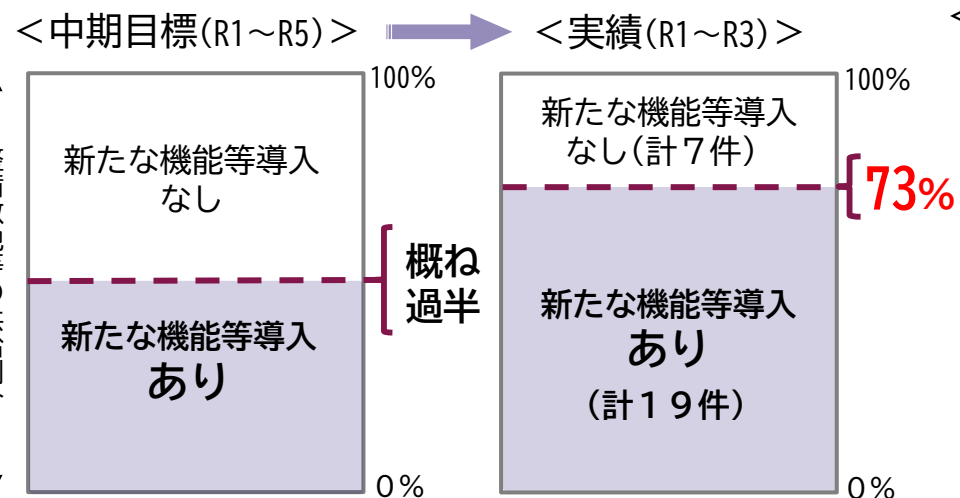 ＜中期目標(R1～R5)＞
100%
新たな機能等導入
なし
概ね
過半
新たな機能等導入
あり
0%
＜実績(R1～R3)＞
100%
新たな機能等導入
なし(計７件)
73%
新たな機能等導入
あり
(計１９件)
0%